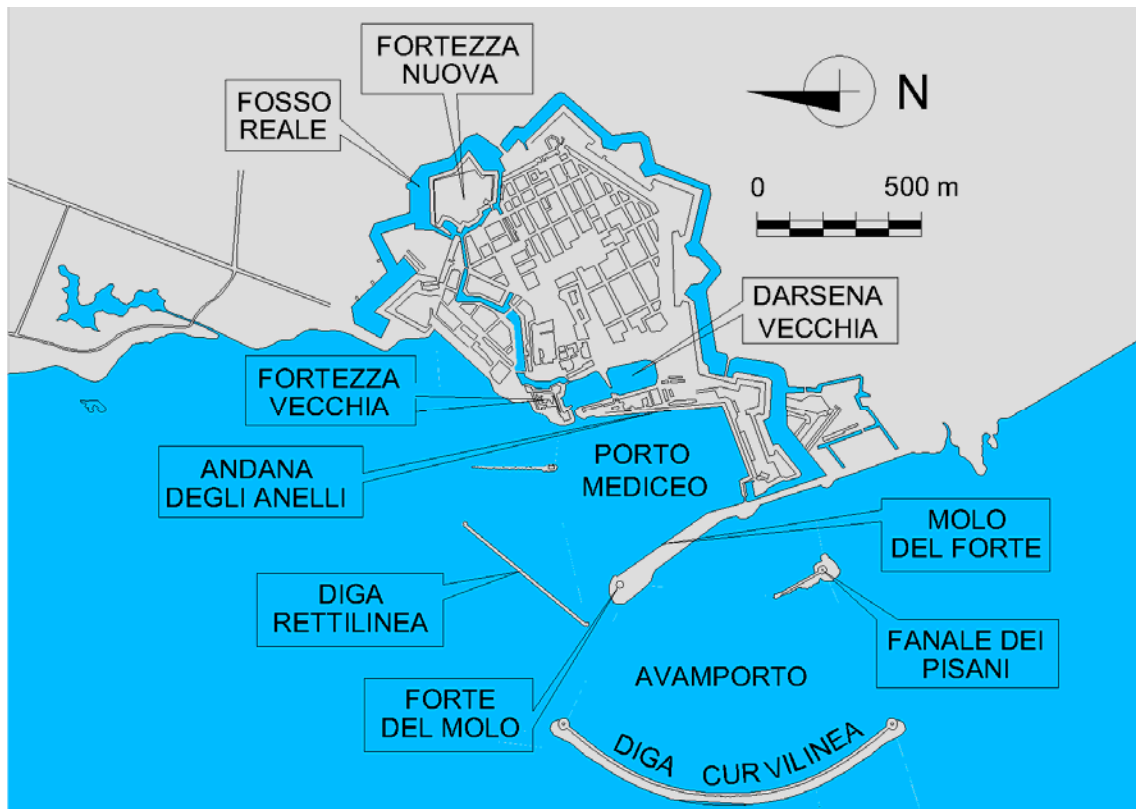 FORTEZZA
NUOVA
FOSSO
REALE
N
0 500 m
DARSENA
VECCHIA
FORTEZZA
VECCHIA
ANDANA
DEGLI ANELLI
PORTO
MEDICEO
MOLO
DEL FORTE
DIGA
RETTILINEA
FANALE DEI
PISANI
AVAMPORTO
FORTE
DEL MOLO
DIGA CURVILINEA